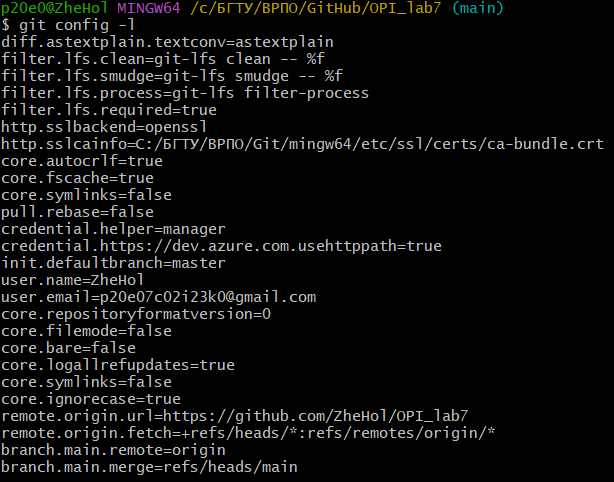 p20e0@ZheHol MINGW64 /c/БГТУ/ВРПО/GitHub/OPI_lab7 (main)
$ git config -l
diff.astextplain.textconv=astextplain
filter.lfs.clean=git-lfs clean -- %f
filter.lfs.smudge=git-lfs smudge -- %f
filter.lfs.process=git-lfs filter-process
filter.lfs.required=true
http.sslbackend=openssl
http.sslcainfo=C:/БГТУ/ВРПО/Git/mingw64/etc/ssl/certs/ca-bundle.crt
core.autocrlf=true
core.fscache=true
core.symlinks=false
pull.rebase=false
credential.helper=manager
credential.https://dev.azure.com.usehttppath=true
init.defaultbranch=master
user.name=ZheHol
user.email=p20e07c02i23k0@gmail.com
core.repositoryformatversion=0
core.filemode=false
core.bare=false
core.logallrefupdates=true
core.symlinks=false
core.ignorecase=true
remote.origin.url=https://github.com/ZheHol/OPI_lab7
remote.origin.fetch=+refs/heads/*:refs/remotes/origin/*
branch.main.remote=origin
branch.main.merge=refs/heads/main